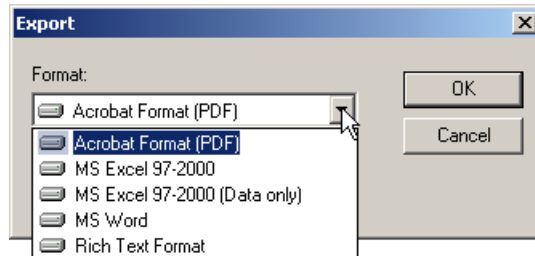 Export
Format:
Acrobat Format (PDF)
OK
Cancel
Acrobat Format (PDF)
MS Excel 97-2000
MS Excel 97-2000 (Data only)
MS Word
Rich Text Format